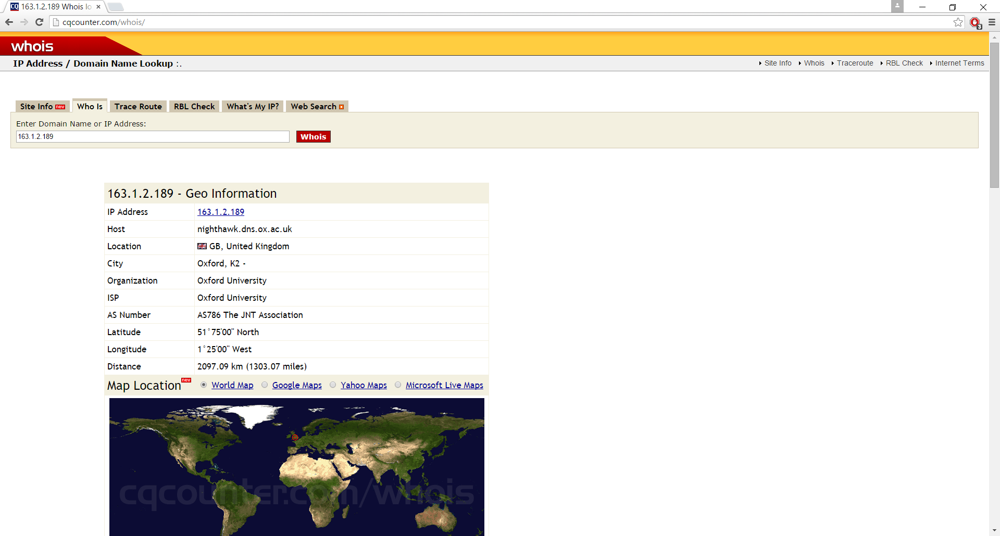 CQ 163.1.2.189 Whois lo
cqcounter.com/whois/
3
whois
IP Address / Domain Name Lookup :.
Site Info Whois Traceroute RBL Check Internet Terms
Site Info new Who Is Trace Route RBL Check What's My IP? Web Search
Enter Domain Name or IP Address:
163.1.2.189 Whois
163.1.2.189 - Geo Information
IP Address 163.1.2.189
Host nighthawk.dns.ox.ac.uk
Location GB, United Kingdom
City Oxford, K2 -
Organization Oxford University
ISP Oxford University
AS Number AS786 The JNT Association
Latitude 51°75'00" North
Longitude 1°25'00" West
Distance 2097.09 km (1303.07 miles)
Map Location new World Map Google Maps Yahoo Maps Microsoft Live Maps
cqcounter.com/whois